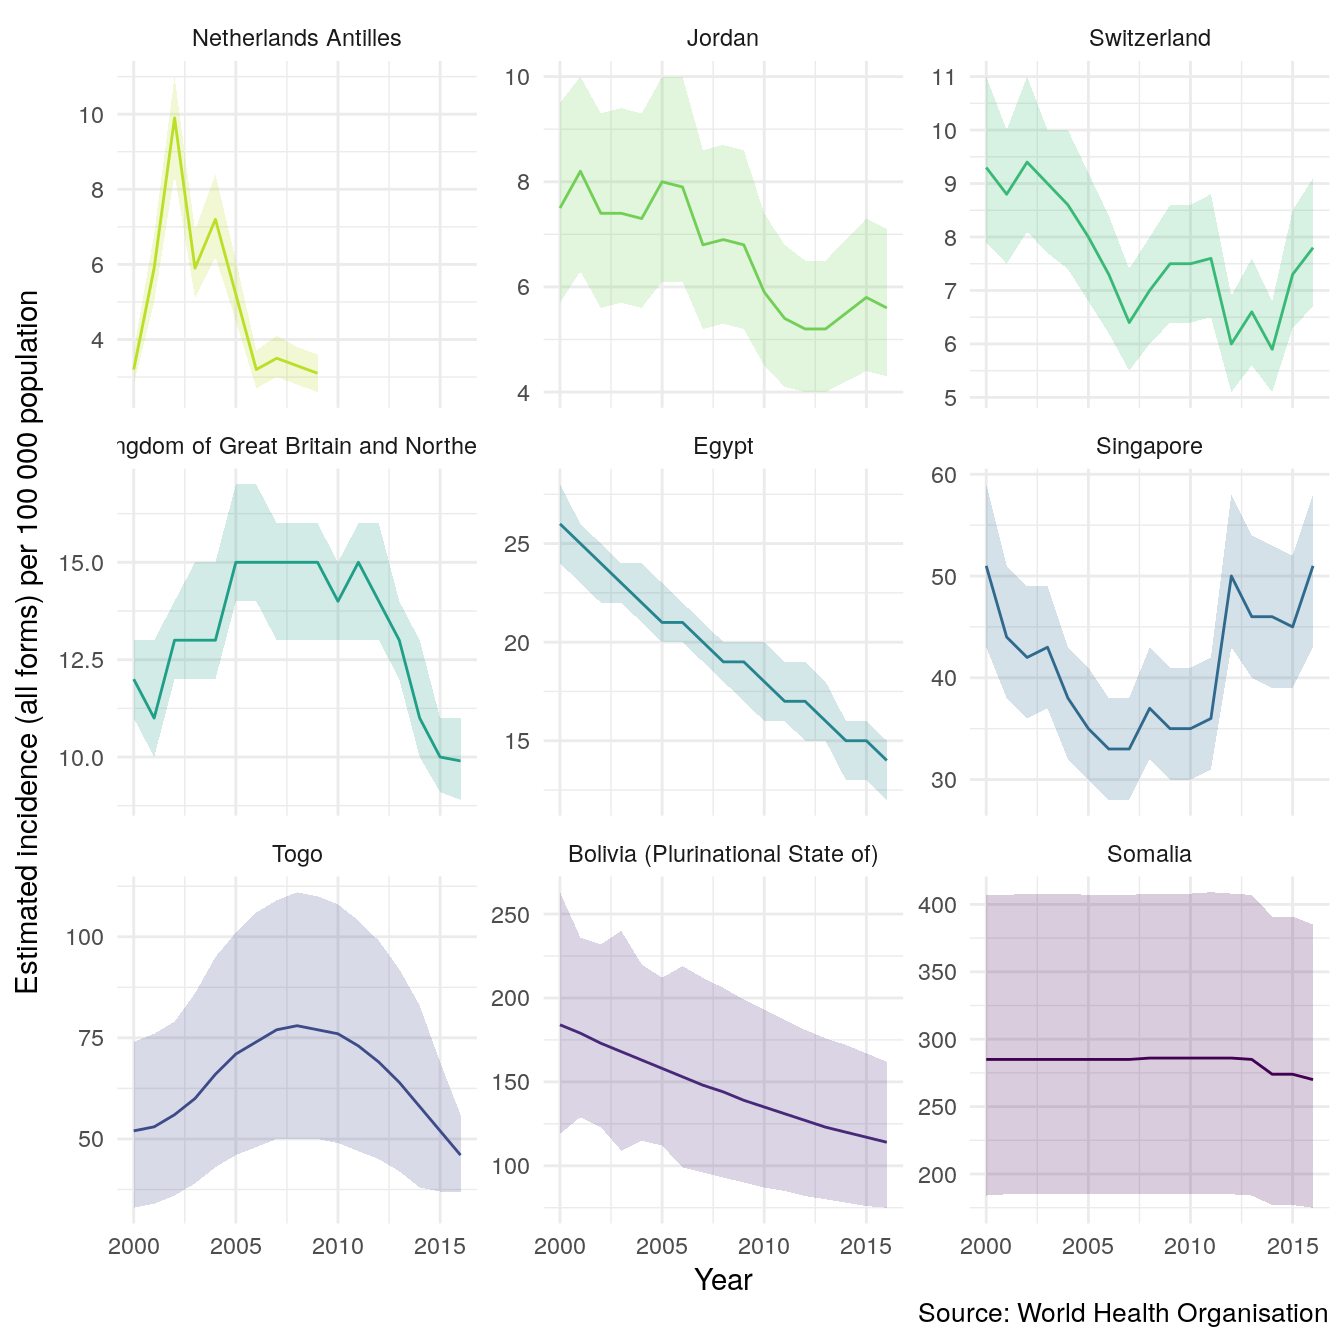 Netherlands Antilles
Jordan
Switzerland
10
8
6
4
10
8
6
4
11
10
9
8
7
6
5
ngdom of Great Britain and Northe
Egypt
Singapore
15.0
12.5
10.0
25
20
15
60
50
40
30
Togo
Bolivia (Plurinational State of)
Somalia
100
75
50
250
200
150
100
400
350
300
250
200
2000 2005 2010 2015
2000 2005 2010 2015
2000 2005 2010 2015
Estimated incidence (all forms) per 100 000 population
Year
Source: World Health Organisation